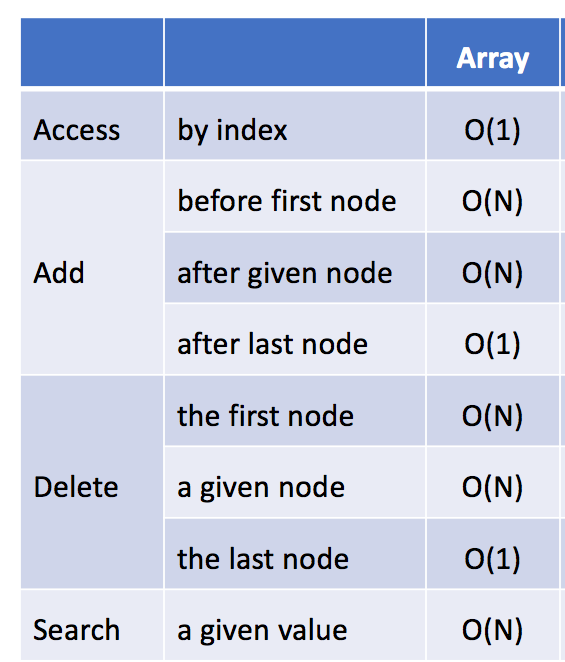 Array
Access by index O(1)
Add
before first node O(N)
after given node O(N)
after last node O(1)
Delete
the first node O(N)
a given node O(N)
the last node O(1)
Search a given value O(N)